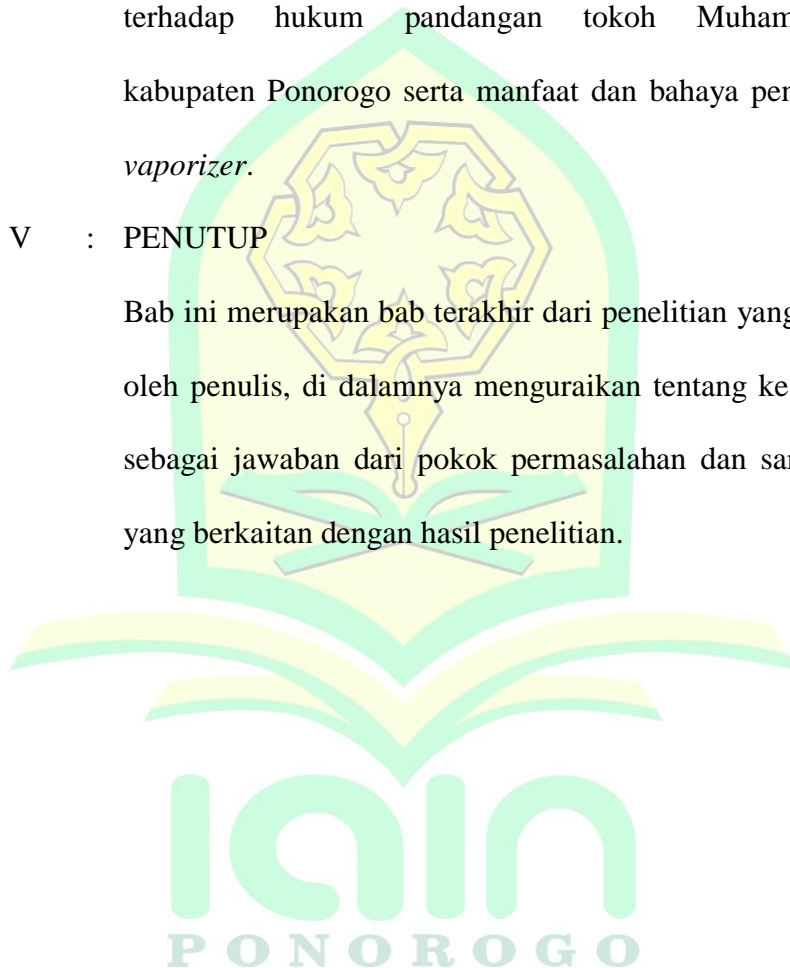 terhadap hukum pandangan tokoh
kabupaten Ponorogo serta manfaat dan bahaya
vaporizer.
V : PENUTUP
Bab ini merupakan bab terakhir dari penelitian yang
oleh penulis, di dalamnya menguraikan tentang
sebagai jawaban dari pokok permasalahan dan
yang berkaitan dengan hasil penelitian.
iain
PONOROGO